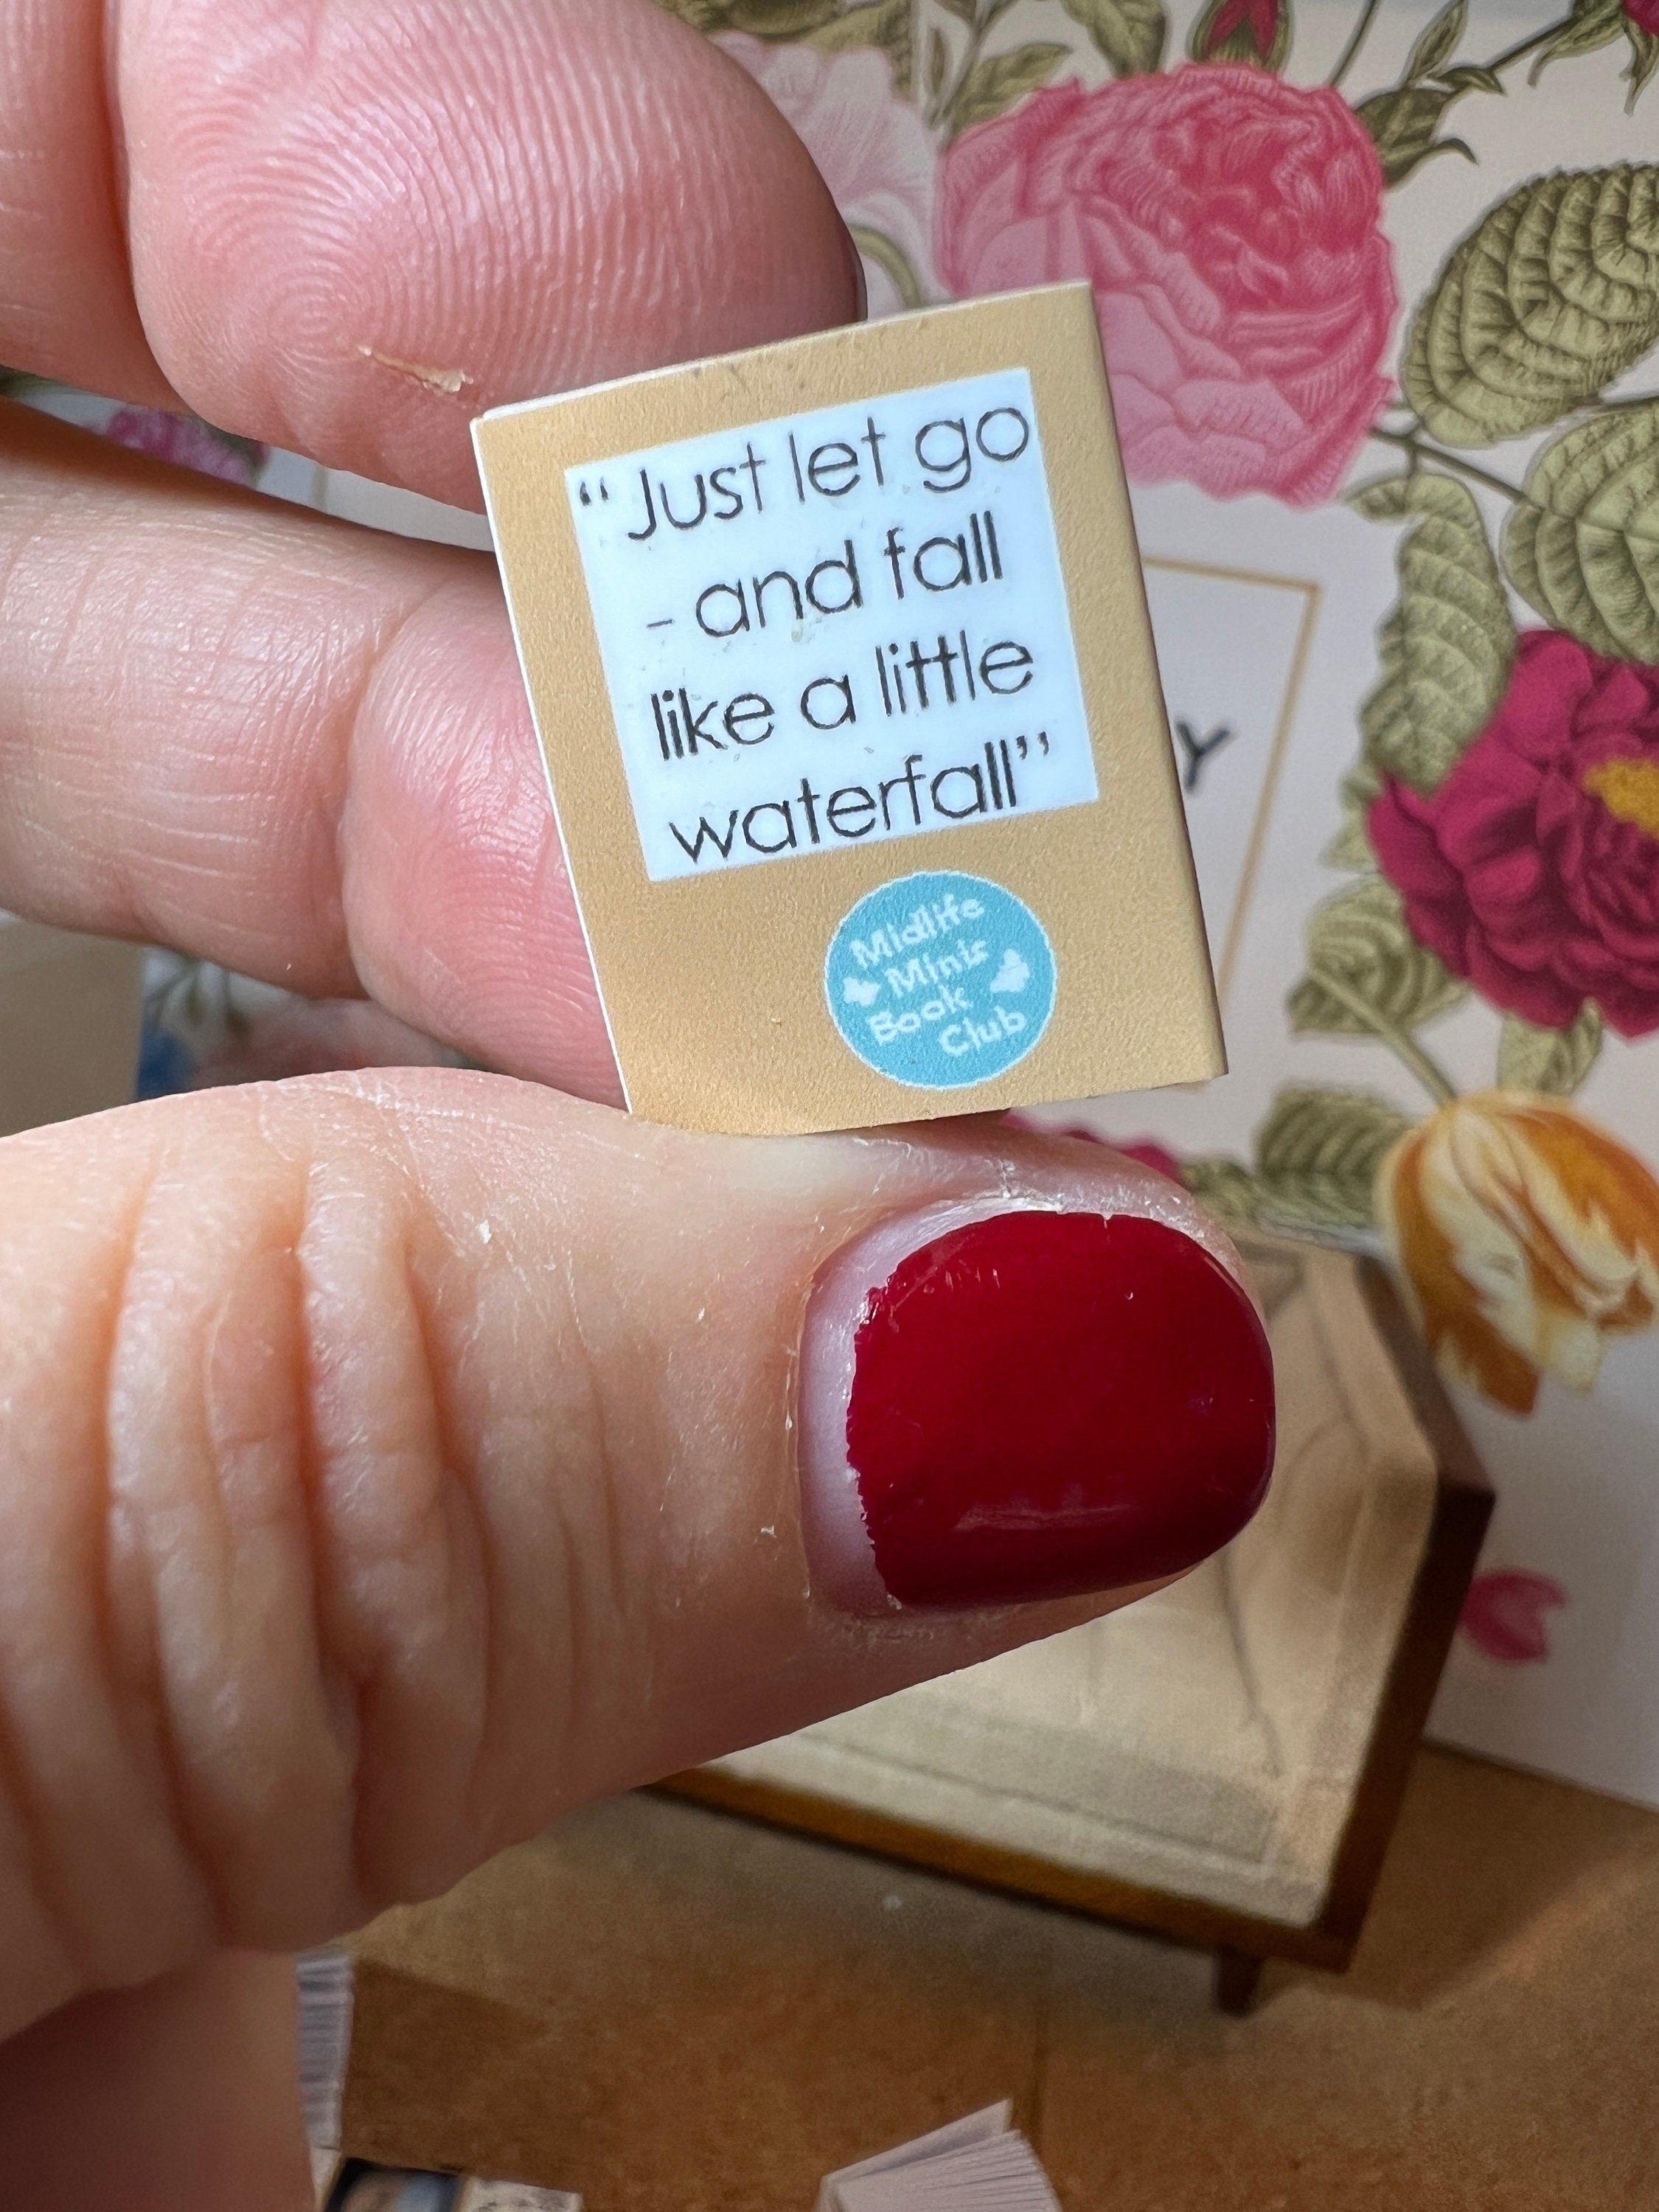 “Just let go
- and fall
like a little
waterfall”
Midlife
Minis
Book
Club
Y